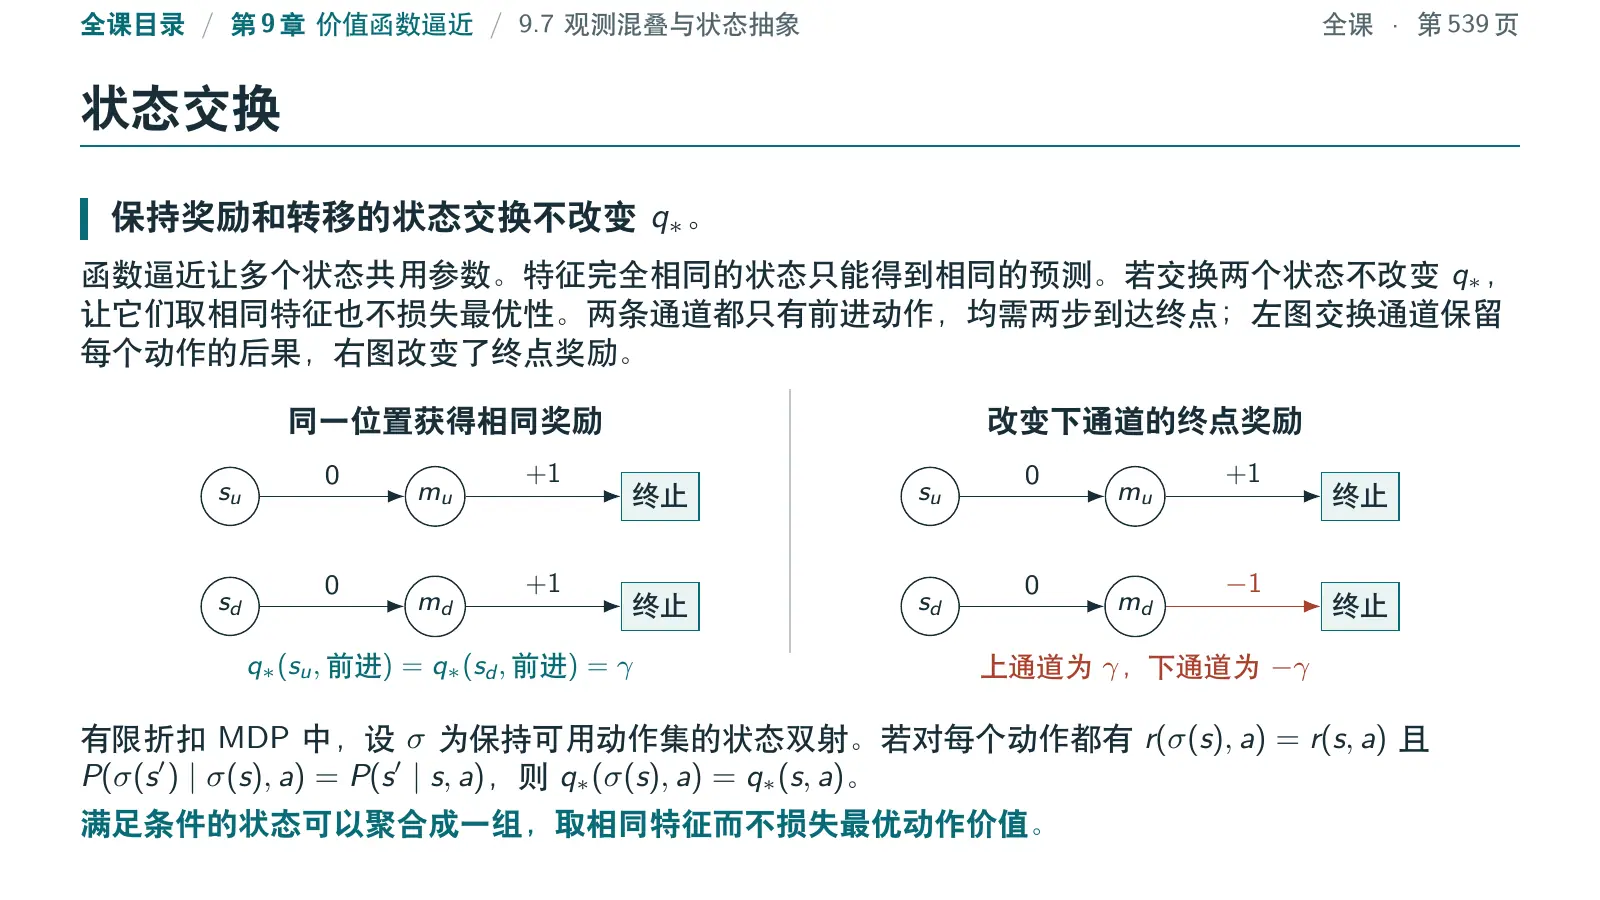 全课目录 / 第 9 章 价值函数逼近 / 9.7 观测混叠与状态抽象
全课 · 第 539 页
状态交换
保持奖励和转移的状态交换不改变 q∗。
函数逼近让多个状态共用参数。特征完全相同的状态只能得到相同的预测。若交换两个状态不改变 q∗，
让它们取相同特征也不损失最优性。两条通道都只有前进动作，均需两步到达终点；左图交换通道保留
每个动作的后果，右图改变了终点奖励。
同一位置获得相同奖励
s_u 0 m_u +1 终止
s_d 0 m_d +1 终止
q∗(s_u, 前进) = q∗(s_d, 前进) = γ
改变下通道的终点奖励
s_u 0 m_u +1 终止
s_d 0 m_d −1 终止
上通道为 γ，下通道为 −γ
有限折扣 MDP 中，设 σ 为保持可用动作集的状态双射。若对每个动作都有 r(σ(s), a) = r(s, a) 且
P(σ(s′) | σ(s), a) = P(s′ | s, a)，则 q∗(σ(s), a) = q∗(s, a)。
满足条件的状态可以聚合成一组，取相同特征而不损失最优动作价值。